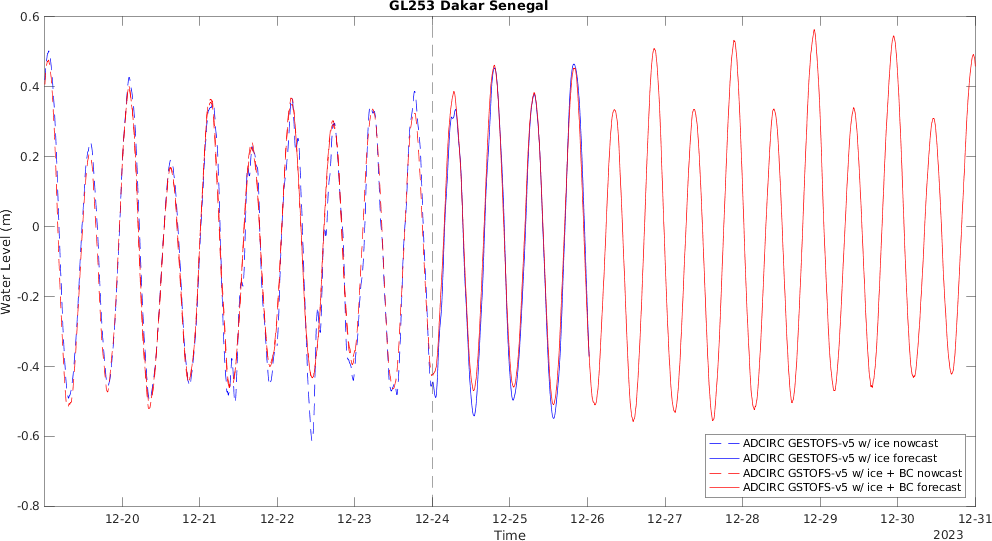 GL253 Dakar Senegal
0.6
0.4
0.2
0
-0.2
-0.4
-0.6
-0.8
Water Level (m)
ADCIRC GESTOFS-v5 w/ ice nowcast
ADCIRC GESTOFS-v5 w/ ice forecast
ADCIRC GSTOFS-v5 w/ ice + BC nowcast
ADCIRC GSTOFS-v5 w/ ice + BC forecast
12-20 12-21 12-22 12-23 12-24 12-25 12-26 12-27 12-28 12-29 12-30 12-31
Time
2023